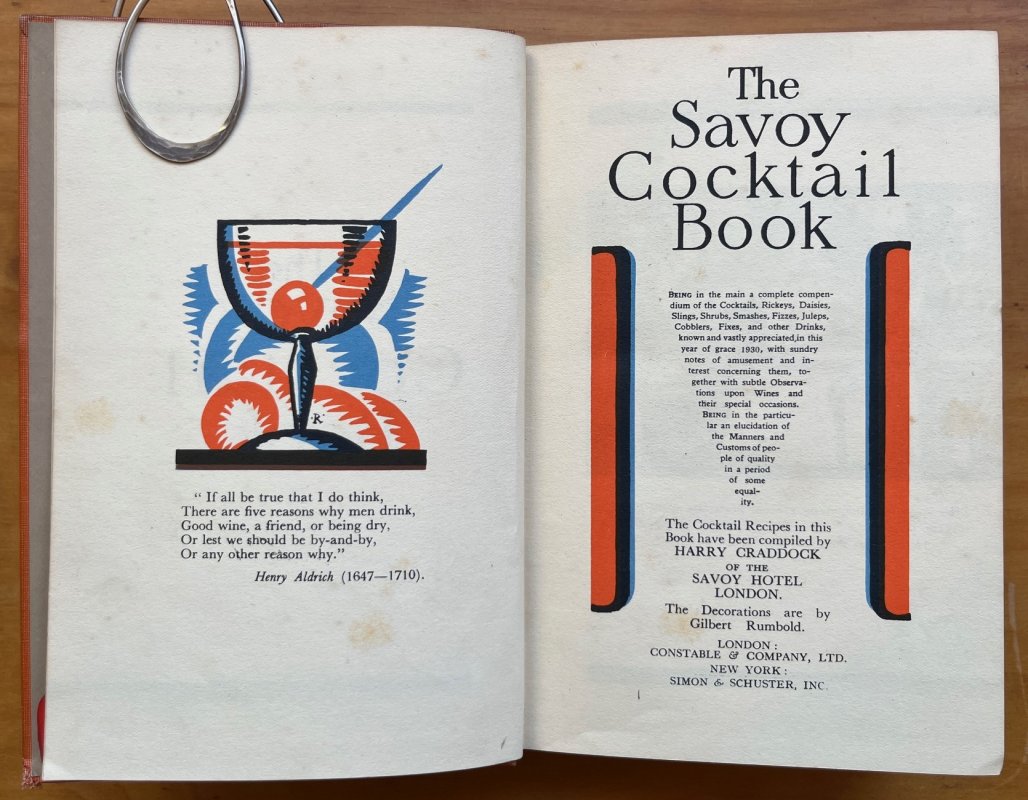 R
" If all be true that I do think,
There are five reasons why men drink,
Good wine, a friend, or being dry,
Or lest we should be by-and-by,
Or any other reason why."
Henry Aldrich (1647—1710).
The
Savoy
Cocktail
Book
BEING in the main a complete compen-
dium of the Cocktails, Rickeys, Daisies,
Slings, Shrubs, Smashes, Fizzes, Juleps,
Cobblers, Fixes, and other Drinks,
known and vastly appreciated,in this
year of grace 1930, with sundry
notes of amusement and in-
terest concerning them, to-
gether with subtle Observa-
tions upon Wines and
their special occasions.
BEING in the particu-
lar an elucidation of
the Manners and
Customs of peo-
ple of quality
in a period
of some
equal-
ity.
The Cocktail Recipes in this
Book have been compiled by
HARRY CRADDOCK
OF THE
SAVOY HOTEL
LONDON.
The Decorations are by
Gilbert Rumbold.
LONDON :
CONSTABLE & COMPANY, LTD.
NEW YORK :
SIMON & SCHUSTER, INC.